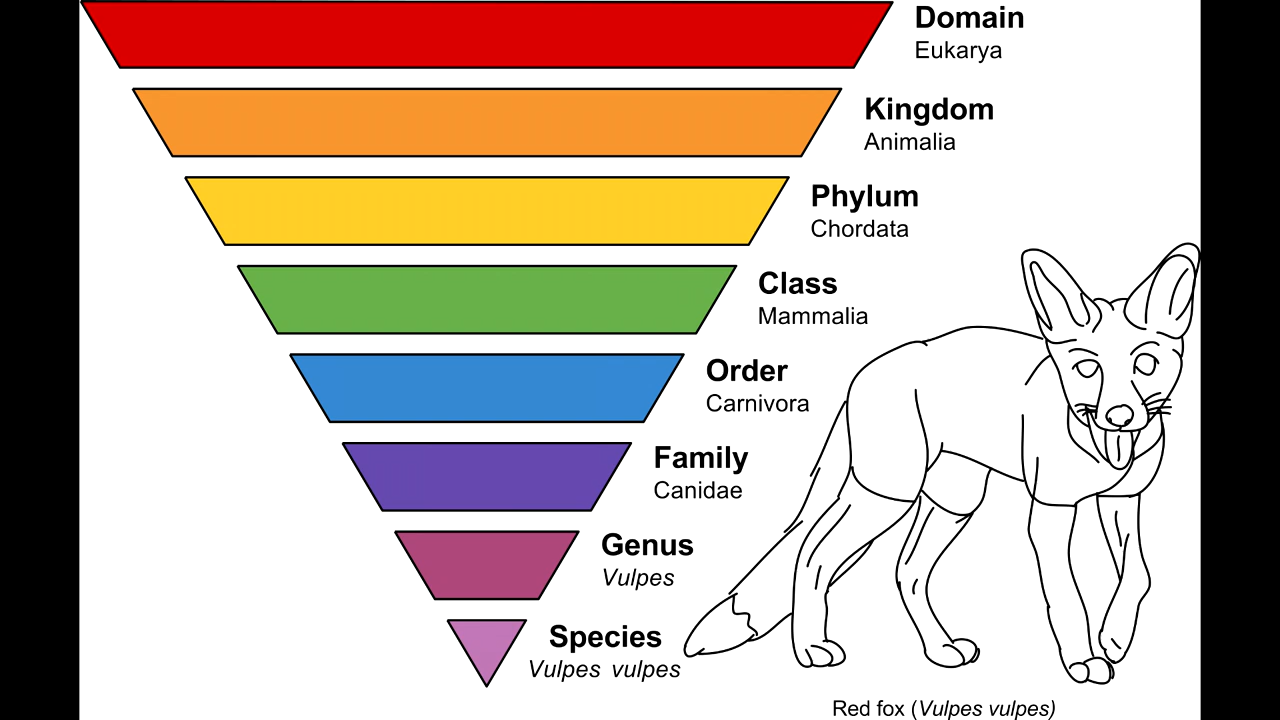 Domain
Eukarya
Kingdom
Animalia
Phylum
Chordata
Class
Mammalia
Order
Carnivora
Family
Canidae
Genus
Vulpes
Species
Vulpes vulpes
Red fox (Vulpes vulpes)